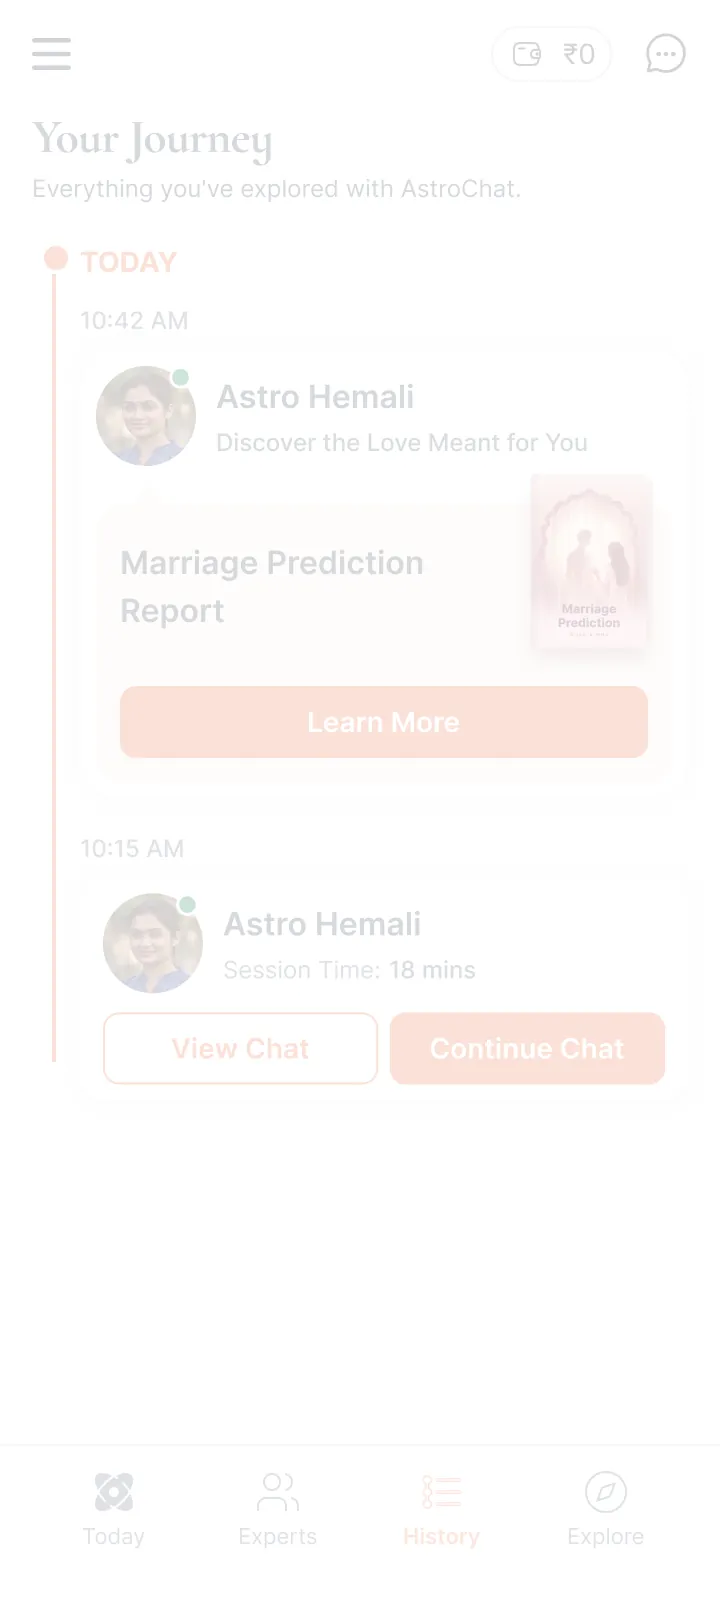 ₹0
Your Journey
Everything you've explored with AstroChat.
TODAY
10:42 AM
Astro Hemali
Discover the Love Meant for You
Marriage Prediction
Report
Marriage
Prediction
Learn More
10:15 AM
Astro Hemali
Session Time: 18 mins
View Chat
Continue Chat
Today
Experts
History
Explore